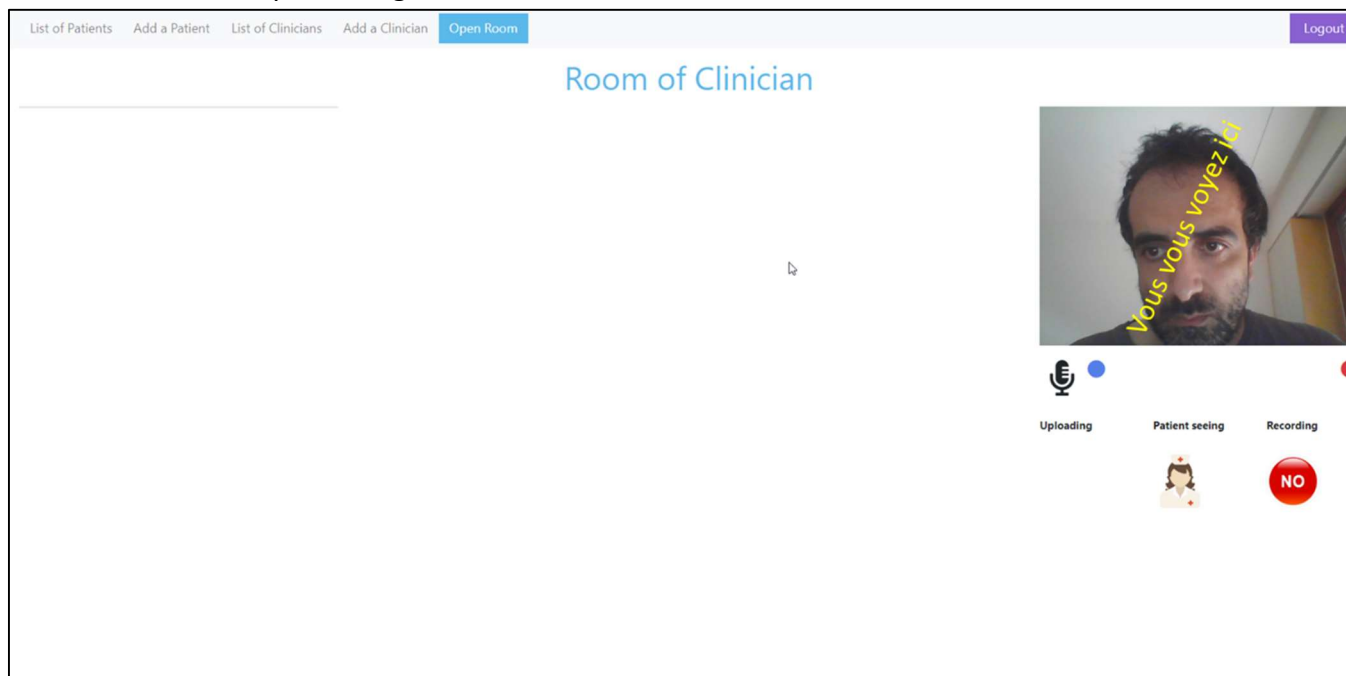 List of Patients Add a Patient List of Clinicians Add a Clinician Open Room Logout
Room of Clinician
Vous vous voyez ici
Uploading Patient seeing Recording
NO